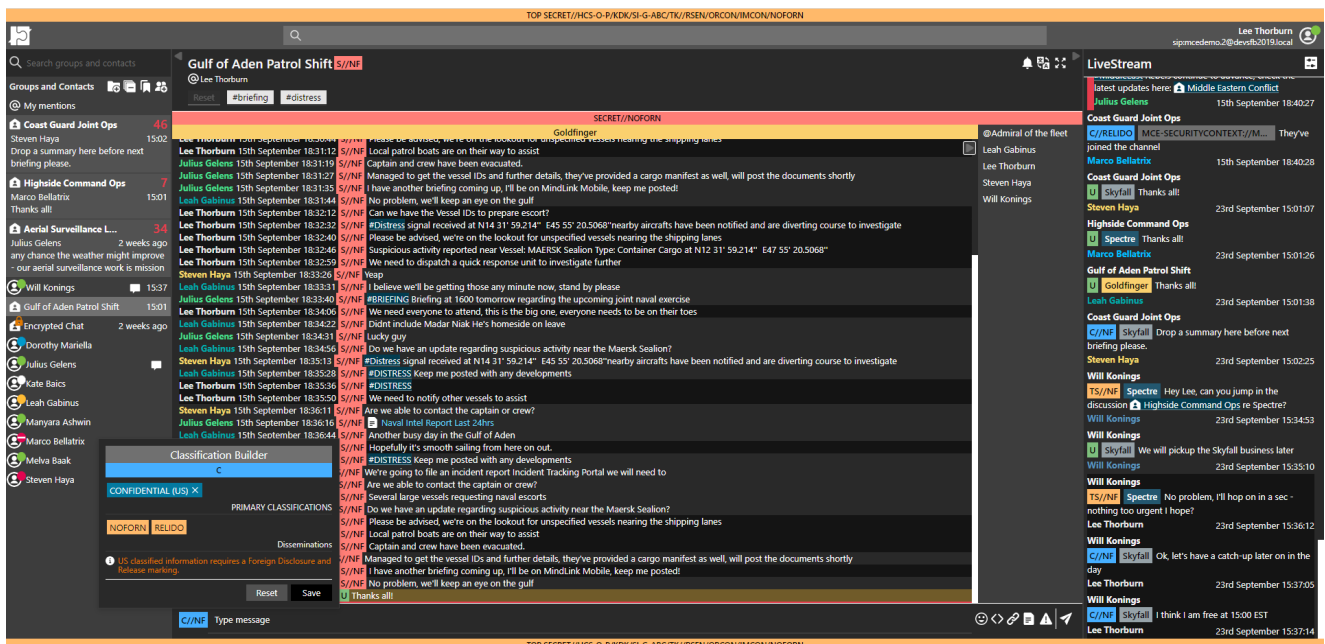 TOP SECRET//HCS-O-P/KDK/SI-G-ABC/TK//RSEN/ORCON/IMCON/NOFORN
Lee Thorburn
sip:mcedemo.2@devsfb2019.local
Search groups and contacts
Groups and Contacts
My mentions
Coast Guard Joint Ops 46
Steven Haya 15:02
Drop a summary here before next
briefing please.
Highside Command Ops 7
Marco Bellatrix 15:01
Thanks all!
Aerial Surveillance L... 34
Julius Gelens 2 weeks ago
any chance the weather might improve
- our aerial surveillance work is mission
Will Konings 15:37
Gulf of Aden Patrol Shift 15:01
Encrypted Chat 2 weeks ago
Dorothy Mariella
Julius Gelens
Kate Baics
Leah Gabinus
Manyara Ashwin
Marco Bellatrix
Melva Baak
Steven Haya
Gulf of Aden Patrol Shift S//NF
@ Lee Thorburn
Reset #briefing #distress
SECRET//NOFORN
Goldfinger
Lee Thorburn 15th September 18:30:44 S//NF Please be advised, we're on the lookout for unspecified vessels nearing the shipping lanes
Lee Thorburn 15th September 18:31:12 S//NF Local patrol boats are on their way to assist
Julius Gelens 15th September 18:31:19 S//NF Captain and crew have been evacuated.
Julius Gelens 15th September 18:31:27 S//NF Managed to get the vessel IDs and further details, they've provided a cargo manifest as well, will post the documents shortly
Julius Gelens 15th September 18:31:35 S//NF I have another briefing coming up, I'll be on MindLink Mobile, keep me posted!
Leah Gabinus 15th September 18:31:44 S//NF No problem, we'll keep an eye on the gulf
Lee Thorburn 15th September 18:32:12 S//NF Can we have the Vessel IDs to prepare escort?
Lee Thorburn 15th September 18:32:32 S//NF #Distress signal received at N14 31' 59.214" E45 55' 20.5068"nearby aircrafts have been notified and are diverting course to investigate
Lee Thorburn 15th September 18:32:40 S//NF Please be advised, we're on the lookout for unspecified vessels nearing the shipping lanes
Lee Thorburn 15th September 18:32:46 S//NF Suspicious activity reported near Vessel: MAERSK Sealion Type: Container Cargo at N12 31' 59.214" E47 55' 20.5068"
Lee Thorburn 15th September 18:32:59 S//NF We need to dispatch a quick response unit to investigate further
Steven Haya 15th September 18:33:26 S//NF Yeap
Leah Gabinus 15th September 18:33:31 S//NF I believe we'll be getting those any minute now, stand by please
Julius Gelens 15th September 18:33:40 S//NF #BRIEFING Briefing at 1600 tomorrow regarding the upcoming joint naval exercise
Lee Thorburn 15th September 18:34:06 S//NF We need everyone to attend, this is the big one, everyone needs to be on their toes
Leah Gabinus 15th September 18:34:22 S//NF Didnt include Madar Niak He's homeside on leave
Julius Gelens 15th September 18:34:31 S//NF Lucky guy
Leah Gabinus 15th September 18:34:56 S//NF Do we have an update regarding suspicious activity near the Maersk Sealion?
Steven Haya 15th September 18:35:13 S//NF #Distress signal received at N14 31' 59.214" E45 55' 20.5068"nearby aircrafts have been notified and are diverting course to investigate
Leah Gabinus 15th September 18:35:28 S//NF #DISTRESS Keep me posted with any developments
Lee Thorburn 15th September 18:35:36 S//NF #DISTRESS
Lee Thorburn 15th September 18:35:50 S//NF We need to notify other vessels to assist
Steven Haya 15th September 18:36:11 S//NF Are we able to contact the captain or crew?
Julius Gelens 15th September 18:36:16 S//NF Naval Intel Report Last 24hrs
Leah Gabinus 15th September 18:36:44 S//NF Another busy day in the Gulf of Aden
S//NF Hopefully it's smooth sailing from here on out.
S//NF #DISTRESS Keep me posted with any developments
S//NF We're going to file an incident report Incident Tracking Portal we will need to
S//NF Are we able to contact the captain or crew?
S//NF Several large vessels requesting naval escorts
S//NF Do we have an update regarding suspicious activity near the Maersk Sealion?
S//NF Please be advised, we're on the lookout for unspecified vessels nearing the shipping lanes
S//NF Local patrol boats are on their way to assist
S//NF Captain and crew have been evacuated.
S//NF Managed to get the vessel IDs and further details, they've provided a cargo manifest as well, will post the documents shortly
S//NF I have another briefing coming up, I'll be on MindLink Mobile, keep me posted!
S//NF No problem, we'll keep an eye on the gulf
U Thanks all!
C//NF Type message
Classification Builder
C
CONFIDENTIAL (US) ×
PRIMARY CLASSIFICATIONS
NOFORN RELIDO
Disseminations
US classified information requires a Foreign Disclosure and
Release marking.
Reset Save
@Admiral of the fleet
Leah Gabinus
Lee Thorburn
Steven Haya
Will Konings
LiveStream
latest updates here: Middle Eastern Conflict
Julius Gelens 15th September 18:40:27
Coast Guard Joint Ops
C//RELIDO MCE-SECURITYCONTEXT://M... They've
joined the channel
Marco Bellatrix 15th September 18:40:28
Coast Guard Joint Ops
U Skyfall Thanks all!
Steven Haya 23rd September 15:01:07
Highside Command Ops
U Spectre Thanks all!
Marco Bellatrix 23rd September 15:01:26
Gulf of Aden Patrol Shift
U Goldfinger Thanks all!
Leah Gabinus 23rd September 15:01:38
Coast Guard Joint Ops
C//NF Skyfall Drop a summary here before next
briefing please.
Steven Haya 23rd September 15:02:25
Will Konings
TS//NF Spectre Hey Lee, can you jump in the
discussion Highside Command Ops re Spectre?
Will Konings 23rd September 15:34:53
Will Konings
U Skyfall We will pickup the Skyfall business later
Will Konings 23rd September 15:35:10
Will Konings
TS//NF Spectre No problem, I'll hop on in a sec -
nothing too urgent I hope?
Lee Thorburn 23rd September 15:36:12
Will Konings
C//NF Skyfall Ok, let's have a catch-up later on in the
day
Lee Thorburn 23rd September 15:37:05
Will Konings
C//NF Skyfall I think I am free at 15:00 EST
Lee Thorburn 23rd September 15:37:14
TOP SECRET//HCS-O-P/KDK/SI-G-ABC/TK//RSEN/ORCON/IMCON/NOFORN